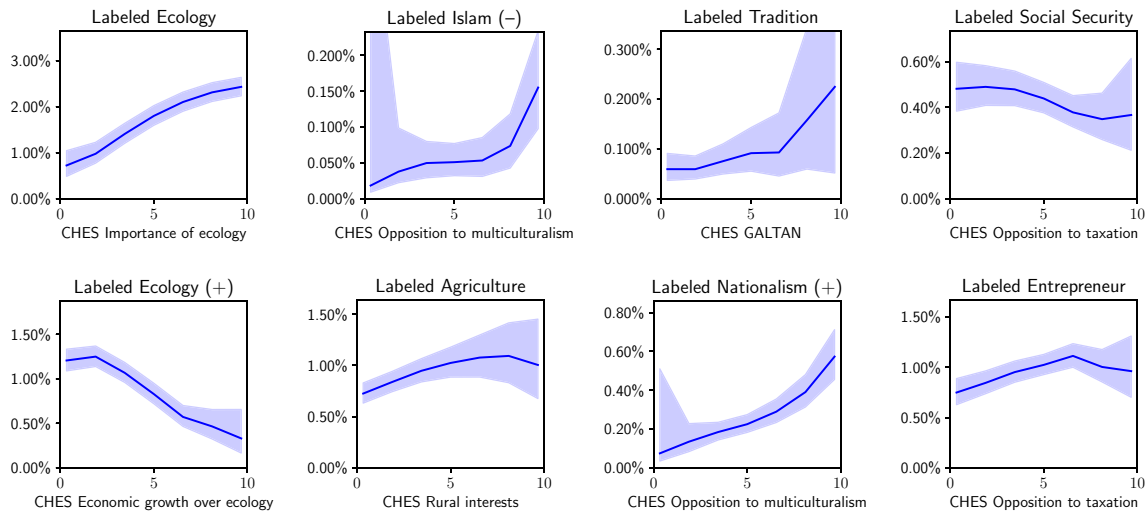 Labeled Ecology
3.00%
2.00%
1.00%
0.00%
0 5 10
CHES Importance of ecology
Labeled Islam (–)
0.200%
0.150%
0.100%
0.050%
0.000%
0 5 10
CHES Opposition to multiculturalism
Labeled Tradition
0.300%
0.200%
0.100%
0.000%
0 5 10
CHES GALTAN
Labeled Social Security
0.60%
0.40%
0.20%
0.00%
0 5 10
CHES Opposition to taxation
Labeled Ecology (+)
1.50%
1.00%
0.50%
0.00%
0 5 10
CHES Economic growth over ecology
Labeled Agriculture
1.50%
1.00%
0.50%
0.00%
0 5 10
CHES Rural interests
Labeled Nationalism (+)
0.80%
0.60%
0.40%
0.20%
0.00%
0 5 10
CHES Opposition to multiculturalism
Labeled Entrepreneur
1.50%
1.00%
0.50%
0.00%
0 5 10
CHES Opposition to taxation